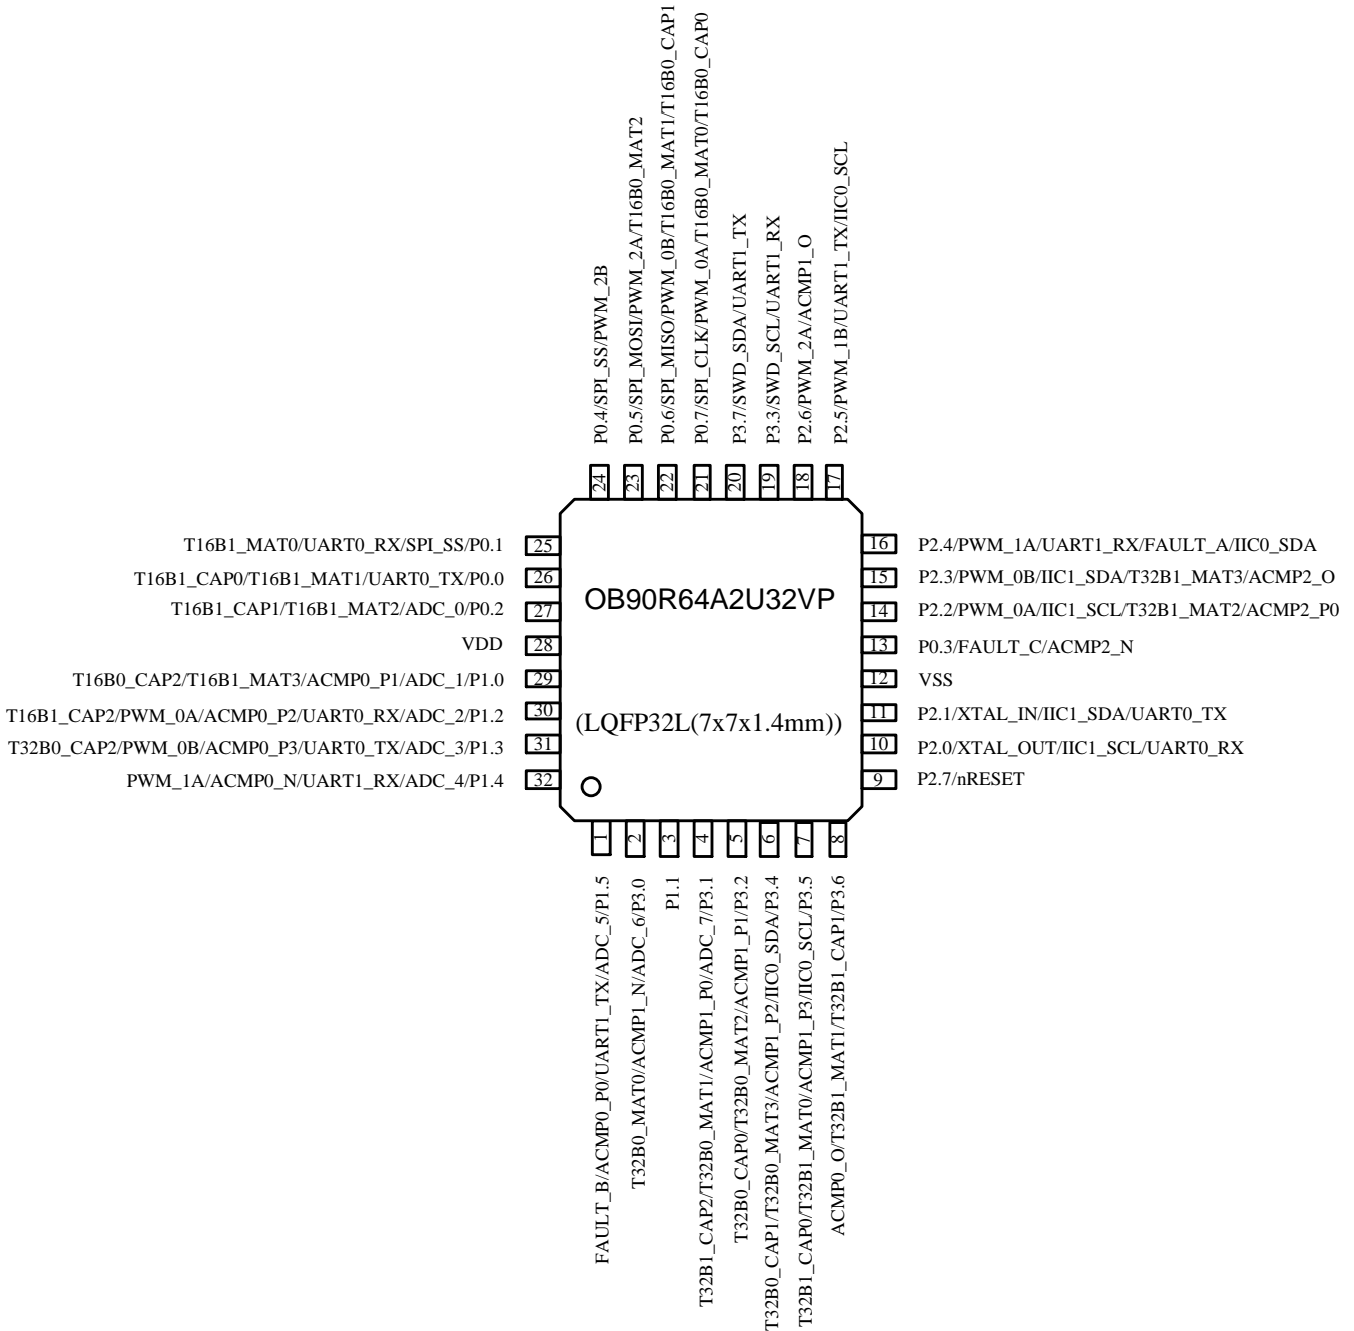 P0.4/SPI_SS/PWM_2B
P0.5/SPI_MOSI/PWM_2A/T16B0_MAT2
P0.6/SPI_MISO/PWM_0B/T16B0_MAT1/T16B0_CAP1
P0.7/SPI_CLK/PWM_0A/T16B0_MAT0/T16B0_CAP0
P3.7/SWD_SDA/UART1_TX
P3.3/SWD_SCL/UART1_RX
P2.6/PWM_2A/ACMP1_O
P2.5/PWM_1B/UART1_TX/IIC0_SCL
24
23
22
21
20
19
18
17
T16B1_MAT0/UART0_RX/SPI_SS/P0.1 25
T16B1_CAP0/T16B1_MAT1/UART0_TX/P0.0 26
T16B1_CAP1/T16B1_MAT2/ADC_0/P0.2 27
VDD 28
T16B0_CAP2/T16B1_MAT3/ACMP0_P1/ADC_1/P1.0 29
T16B1_CAP2/PWM_0A/ACMP0_P2/UART0_RX/ADC_2/P1.2 30
T32B0_CAP2/PWM_0B/ACMP0_P3/UART0_TX/ADC_3/P1.3 31
PWM_1A/ACMP0_N/UART1_RX/ADC_4/P1.4 32
OB90R64A2U32VP
(LQFP32L(7x7x1.4mm))
16 P2.4/PWM_1A/UART1_RX/FAULT_A/IIC0_SDA
15 P2.3/PWM_0B/IIC1_SDA/T32B1_MAT3/ACMP2_O
14 P2.2/PWM_0A/IIC1_SCL/T32B1_MAT2/ACMP2_P0
13 P0.3/FAULT_C/ACMP2_N
12 VSS
11 P2.1/XTAL_IN/IIC1_SDA/UART0_TX
10 P2.0/XTAL_OUT/IIC1_SCL/UART0_RX
9 P2.7/nRESET
1
2
3
4
5
6
7
8
FAULT_B/ACMP0_P0/UART1_TX/ADC_5/P1.5
T32B0_MAT0/ACMP1_N/ADC_6/P3.0
P1.1
T32B1_CAP2/T32B0_MAT1/ACMP1_P0/ADC_7/P3.1
T32B0_CAP0/T32B0_MAT2/ACMP1_P1/P3.2
T32B0_CAP1/T32B0_MAT3/ACMP1_P2/IIC0_SDA/P3.4
T32B1_CAP0/T32B1_MAT0/ACMP1_P3/IIC0_SCL/P3.5
ACMP0_O/T32B1_MAT1/T32B1_CAP1/P3.6